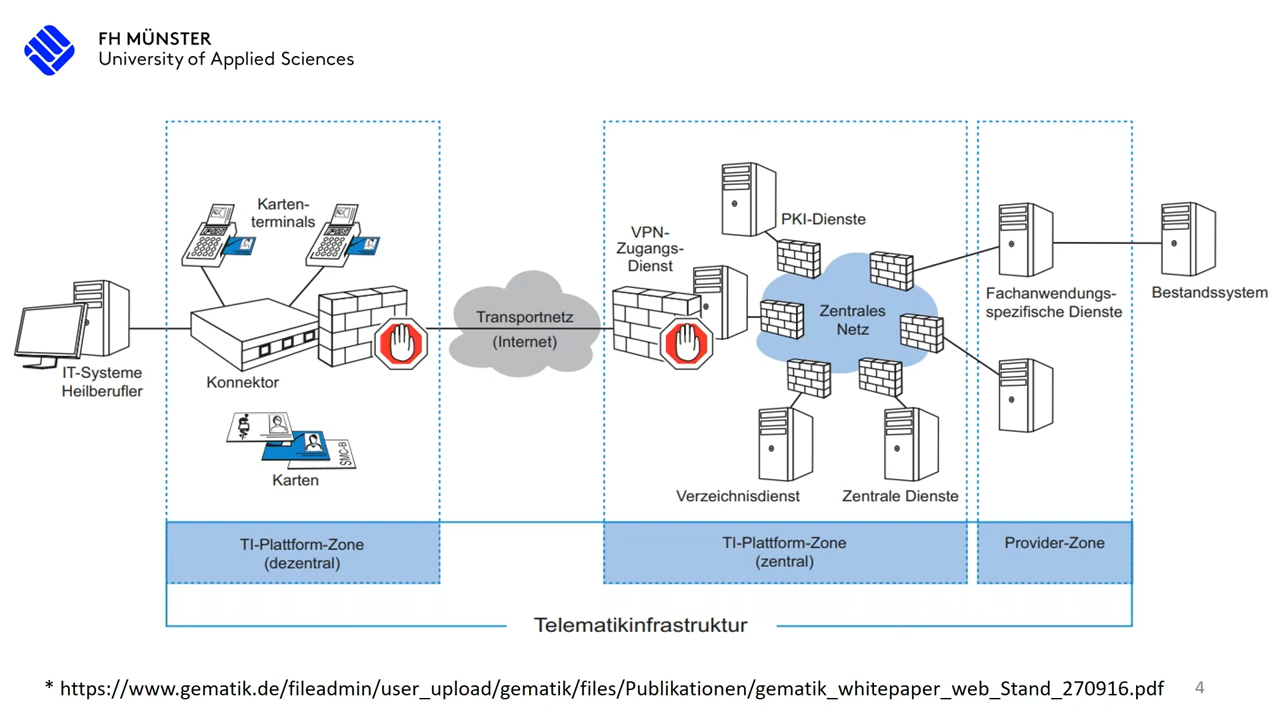 FH MÜNSTER
University of Applied Sciences
Karten-
terminals
IT-Systeme
Heilberufler
Konnektor
SMC-B
Karten
Transportnetz
(Internet)
VPN-
Zugangs-
Dienst
PKI-Dienste
Zentrales
Netz
Verzeichnisdienst
Zentrale Dienste
Fachanwendungs-
spezifische Dienste
Bestandssystem
TI-Plattform-Zone
(dezentral)
TI-Plattform-Zone
(zentral)
Provider-Zone
Telematikinfrastruktur
* https://www.gematik.de/fileadmin/user_upload/gematik/files/Publikationen/gematik_whitepaper_web_Stand_270916.pdf
4